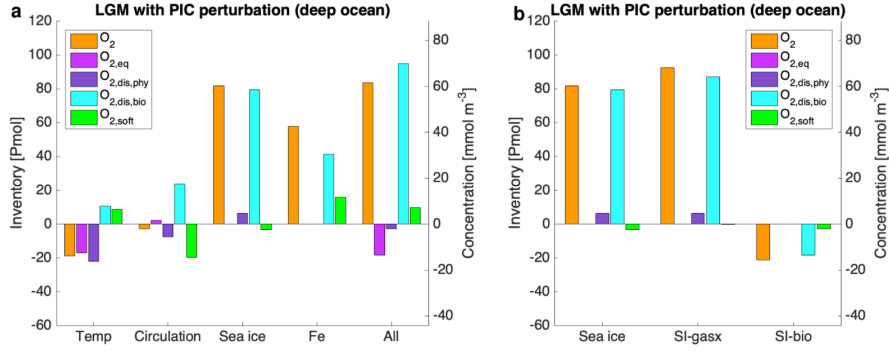 a
LGM with PIC perturbation (deep ocean)
O2
O2,eq
O2,dis,phy
O2,dis,bio
O2,soft
Inventory [Pmol]
120
100
80
60
40
20
0
-20
-40
-60
Temp Circulation Sea ice Fe All
80
60
40
20
0
-20
-40
Concentration [mmol m-3]
b
LGM with PIC perturbation (deep ocean)
O2
O2,eq
O2,dis,phy
O2,dis,bio
O2,soft
Inventory [Pmol]
120
100
80
60
40
20
0
-20
-40
-60
Sea ice SI-gasx SI-bio
80
60
40
20
0
-20
-40
Concentration [mmol m-3]